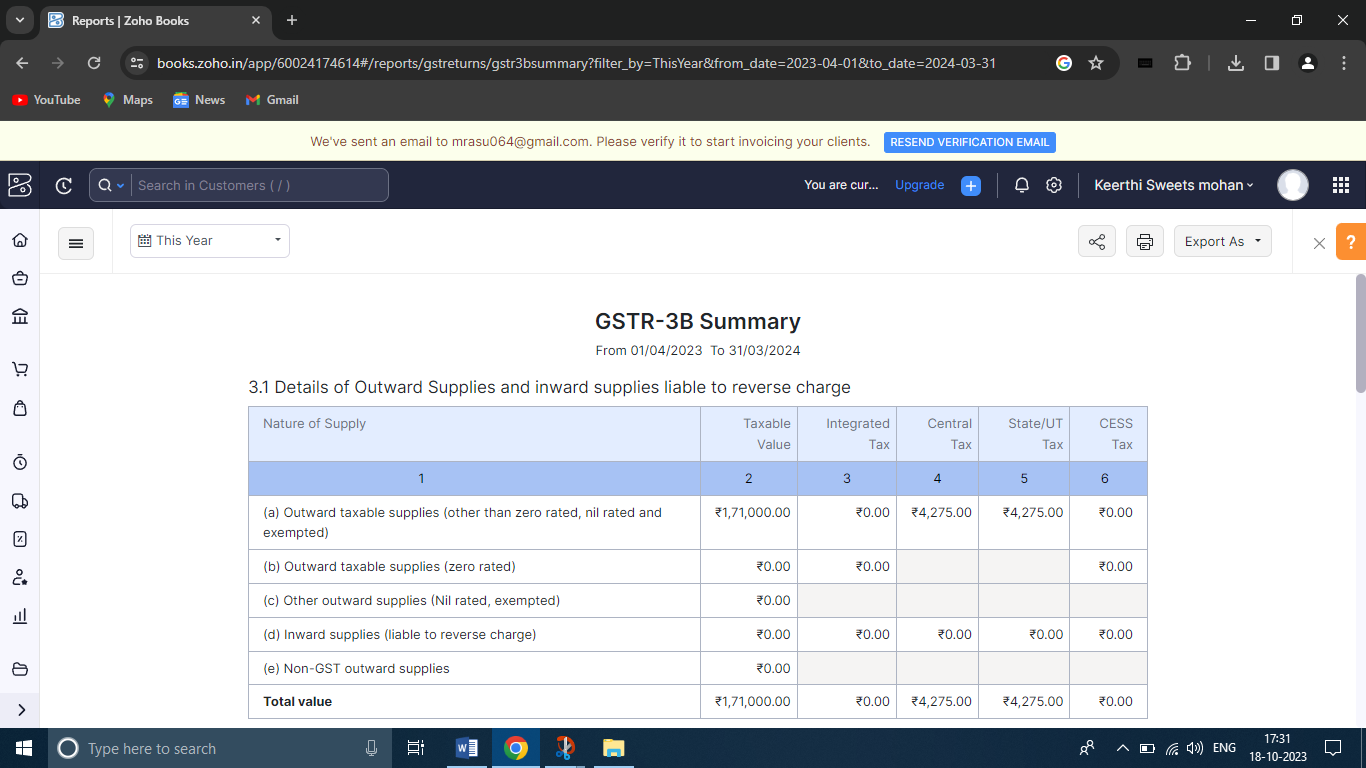 Reports | Zoho Books
books.zoho.in/app/60024174614#/reports/gstreturns/gstr3bsummary?filter_by=ThisYear&from_date=2023-04-01&to_date=2024-03-31
YouTube Maps News Gmail
We've sent an email to mrasu064@gmail.com. Please verify it to start invoicing your clients. RESEND VERIFICATION EMAIL
Search in Customers ( / ) You are cur... Upgrade Keerthi Sweets mohan
This Year Export As ?
GSTR-3B Summary
From 01/04/2023 To 31/03/2024
3.1 Details of Outward Supplies and inward supplies liable to reverse charge
Nature of Supply Taxable Value Integrated Tax Central Tax State/UT Tax CESS Tax
1 2 3 4 5 6
(a) Outward taxable supplies (other than zero rated, nil rated and exempted) ₹1,71,000.00 ₹0.00 ₹4,275.00 ₹4,275.00 ₹0.00
(b) Outward taxable supplies (zero rated) ₹0.00 ₹0.00 ₹0.00
(c) Other outward supplies (Nil rated, exempted) ₹0.00
(d) Inward supplies (liable to reverse charge) ₹0.00 ₹0.00 ₹0.00 ₹0.00 ₹0.00
(e) Non-GST outward supplies ₹0.00
Total value ₹1,71,000.00 ₹0.00 ₹4,275.00 ₹4,275.00 ₹0.00
Type here to search ENG 17:31
18-10-2023